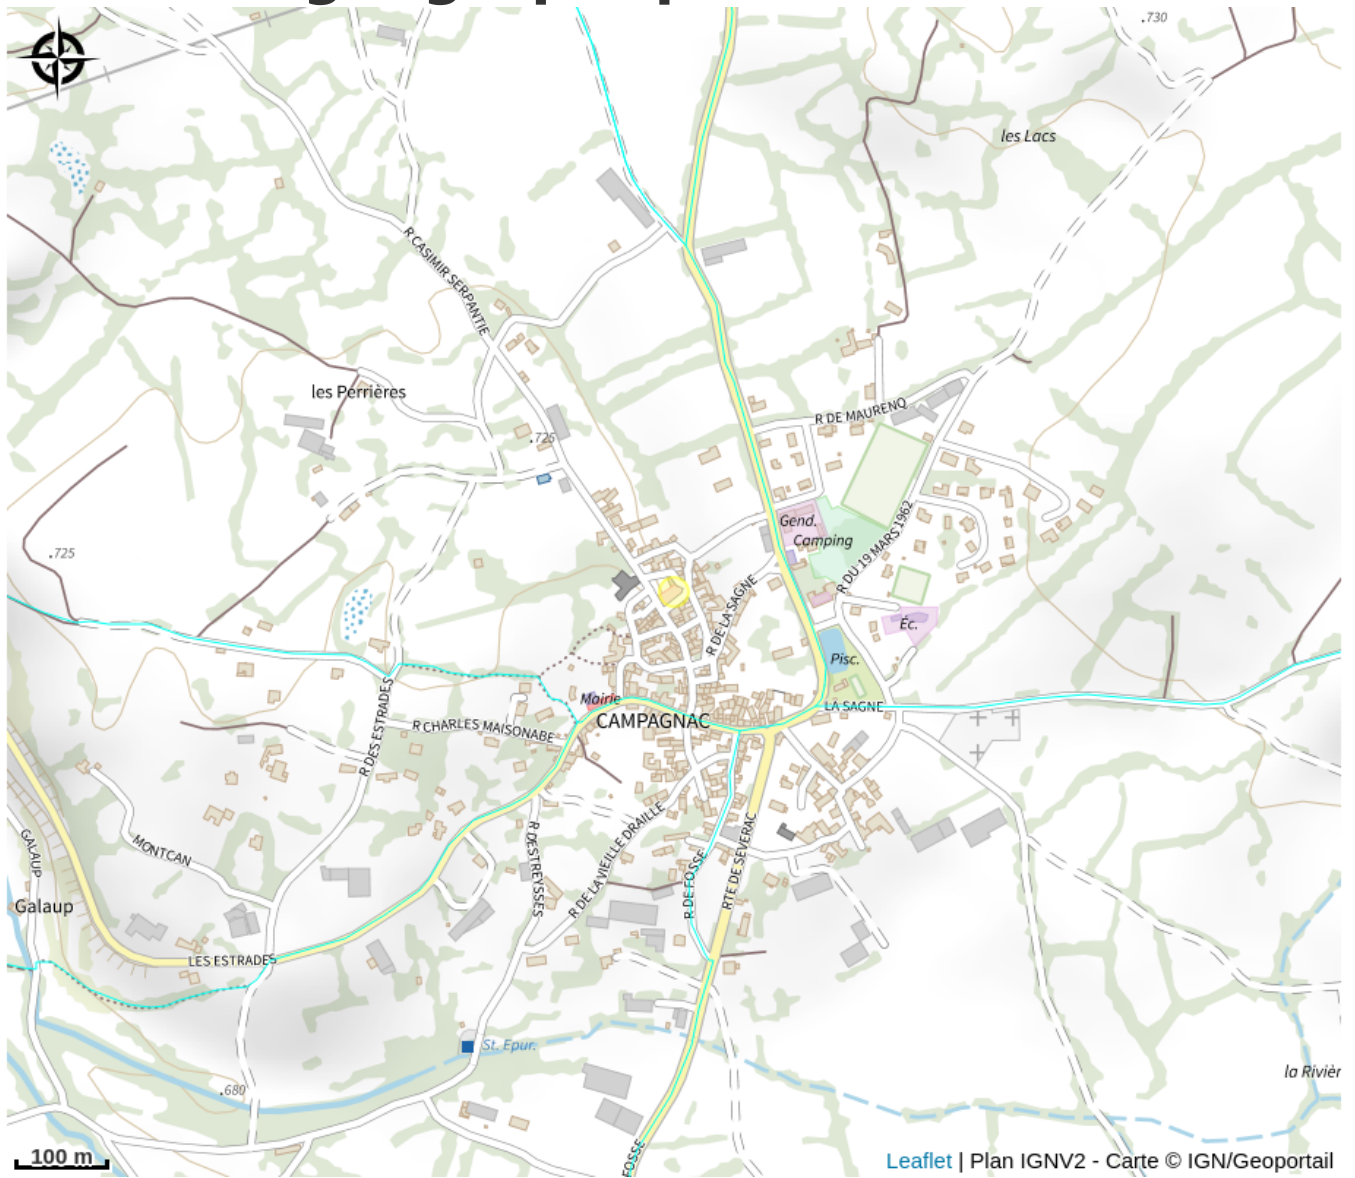 .730
les Lacs
R CASIMIR SERPANTIE
les Perrières
R DE MAURENQ
.725
Gend.
Camping
R DU 19 MARS 1962
.725
R DE LA SAGNE
Éc.
Pisc.
Mairie
LA SAGNE
CAMPAGNAC
R CHARLES MAISONABE
R DES ESTRADES
MONTCAN
GALAUP
R DESTREYSSES
R DE LA VIEILLE DRAILLE
R DE FOSSE
RTE DE SEVERAC
Galaup
LES ESTRADES
St. Epur.
la Rivièr
.680
FOSSE
100 m
Leaflet | Plan IGNV2 - Carte © IGN/Geoportail